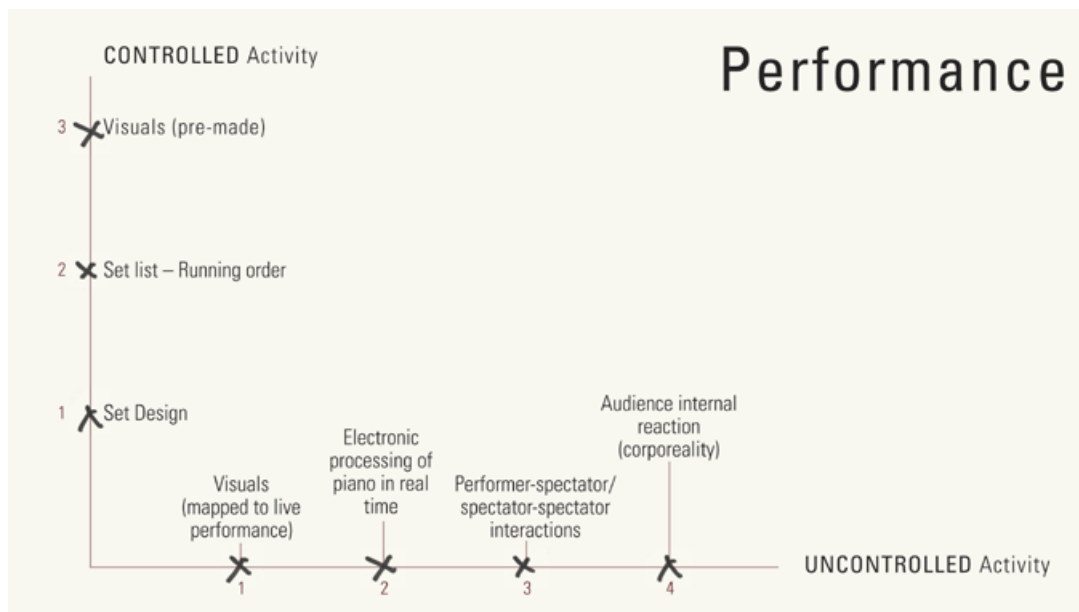 Performance
CONTROLLED Activity
3 Visuals (pre-made)
2 Set list – Running order
1 Set Design
Visuals
(mapped to live
performance)
1
Electronic
processing of
piano in real
time
2
Performer-spectator/
spectator-spectator
interactions
3
Audience internal
reaction
(corporeality)
4
UNCONTROLLED Activity